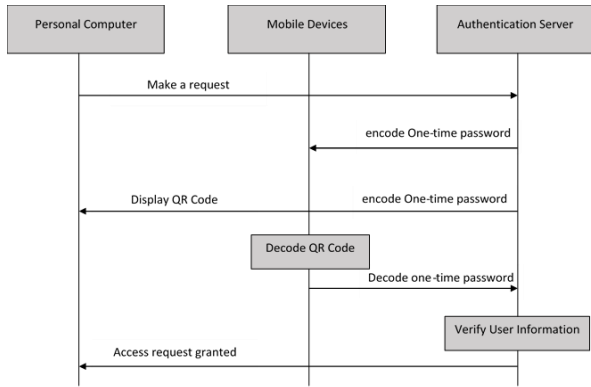 Personal Computer
Mobile Devices
Authentication Server
Make a request
encode One-time password
Display QR Code
encode One-time password
Decode QR Code
Decode one-time password
Verify User Information
Access request granted